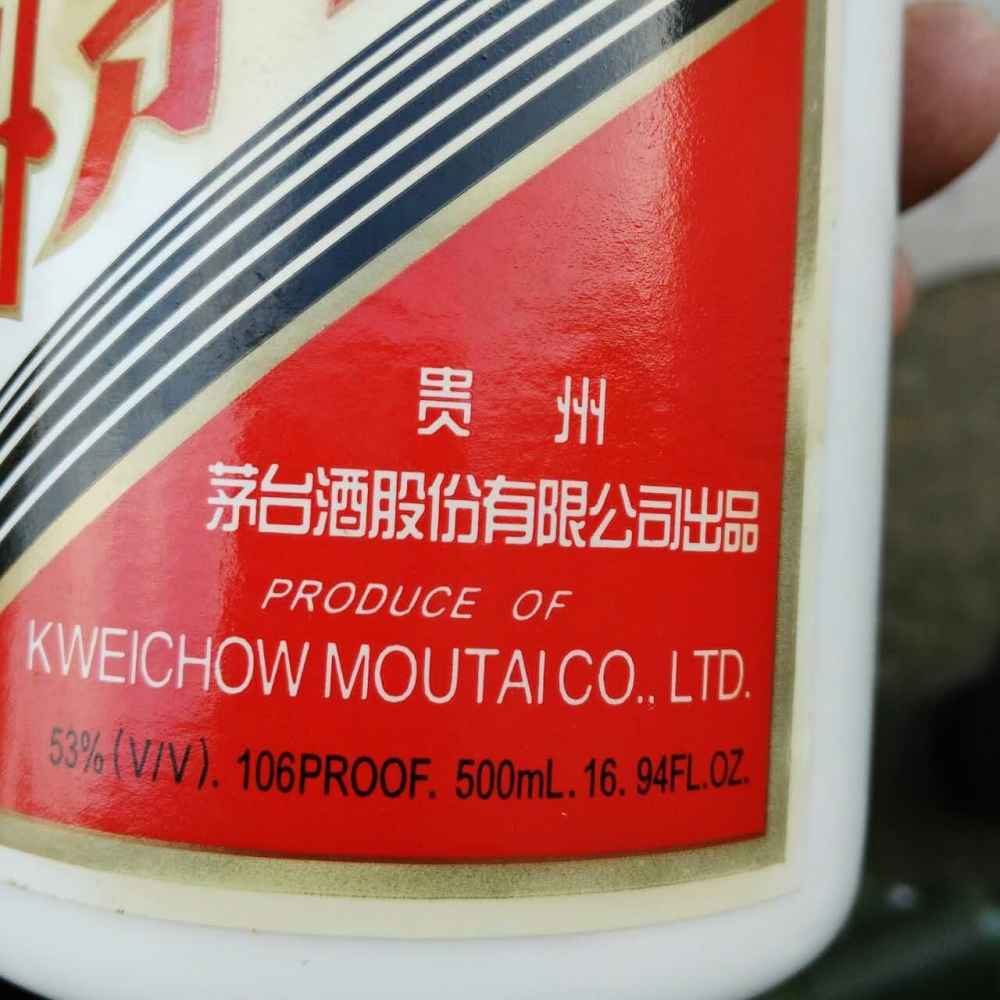 贵 州
茅台酒股份有限公司出品
PRODUCE OF
KWEICHOW MOUTAI CO., LTD.
53% (V/V). 106PROOF. 500mL. 16. 94FL.OZ.